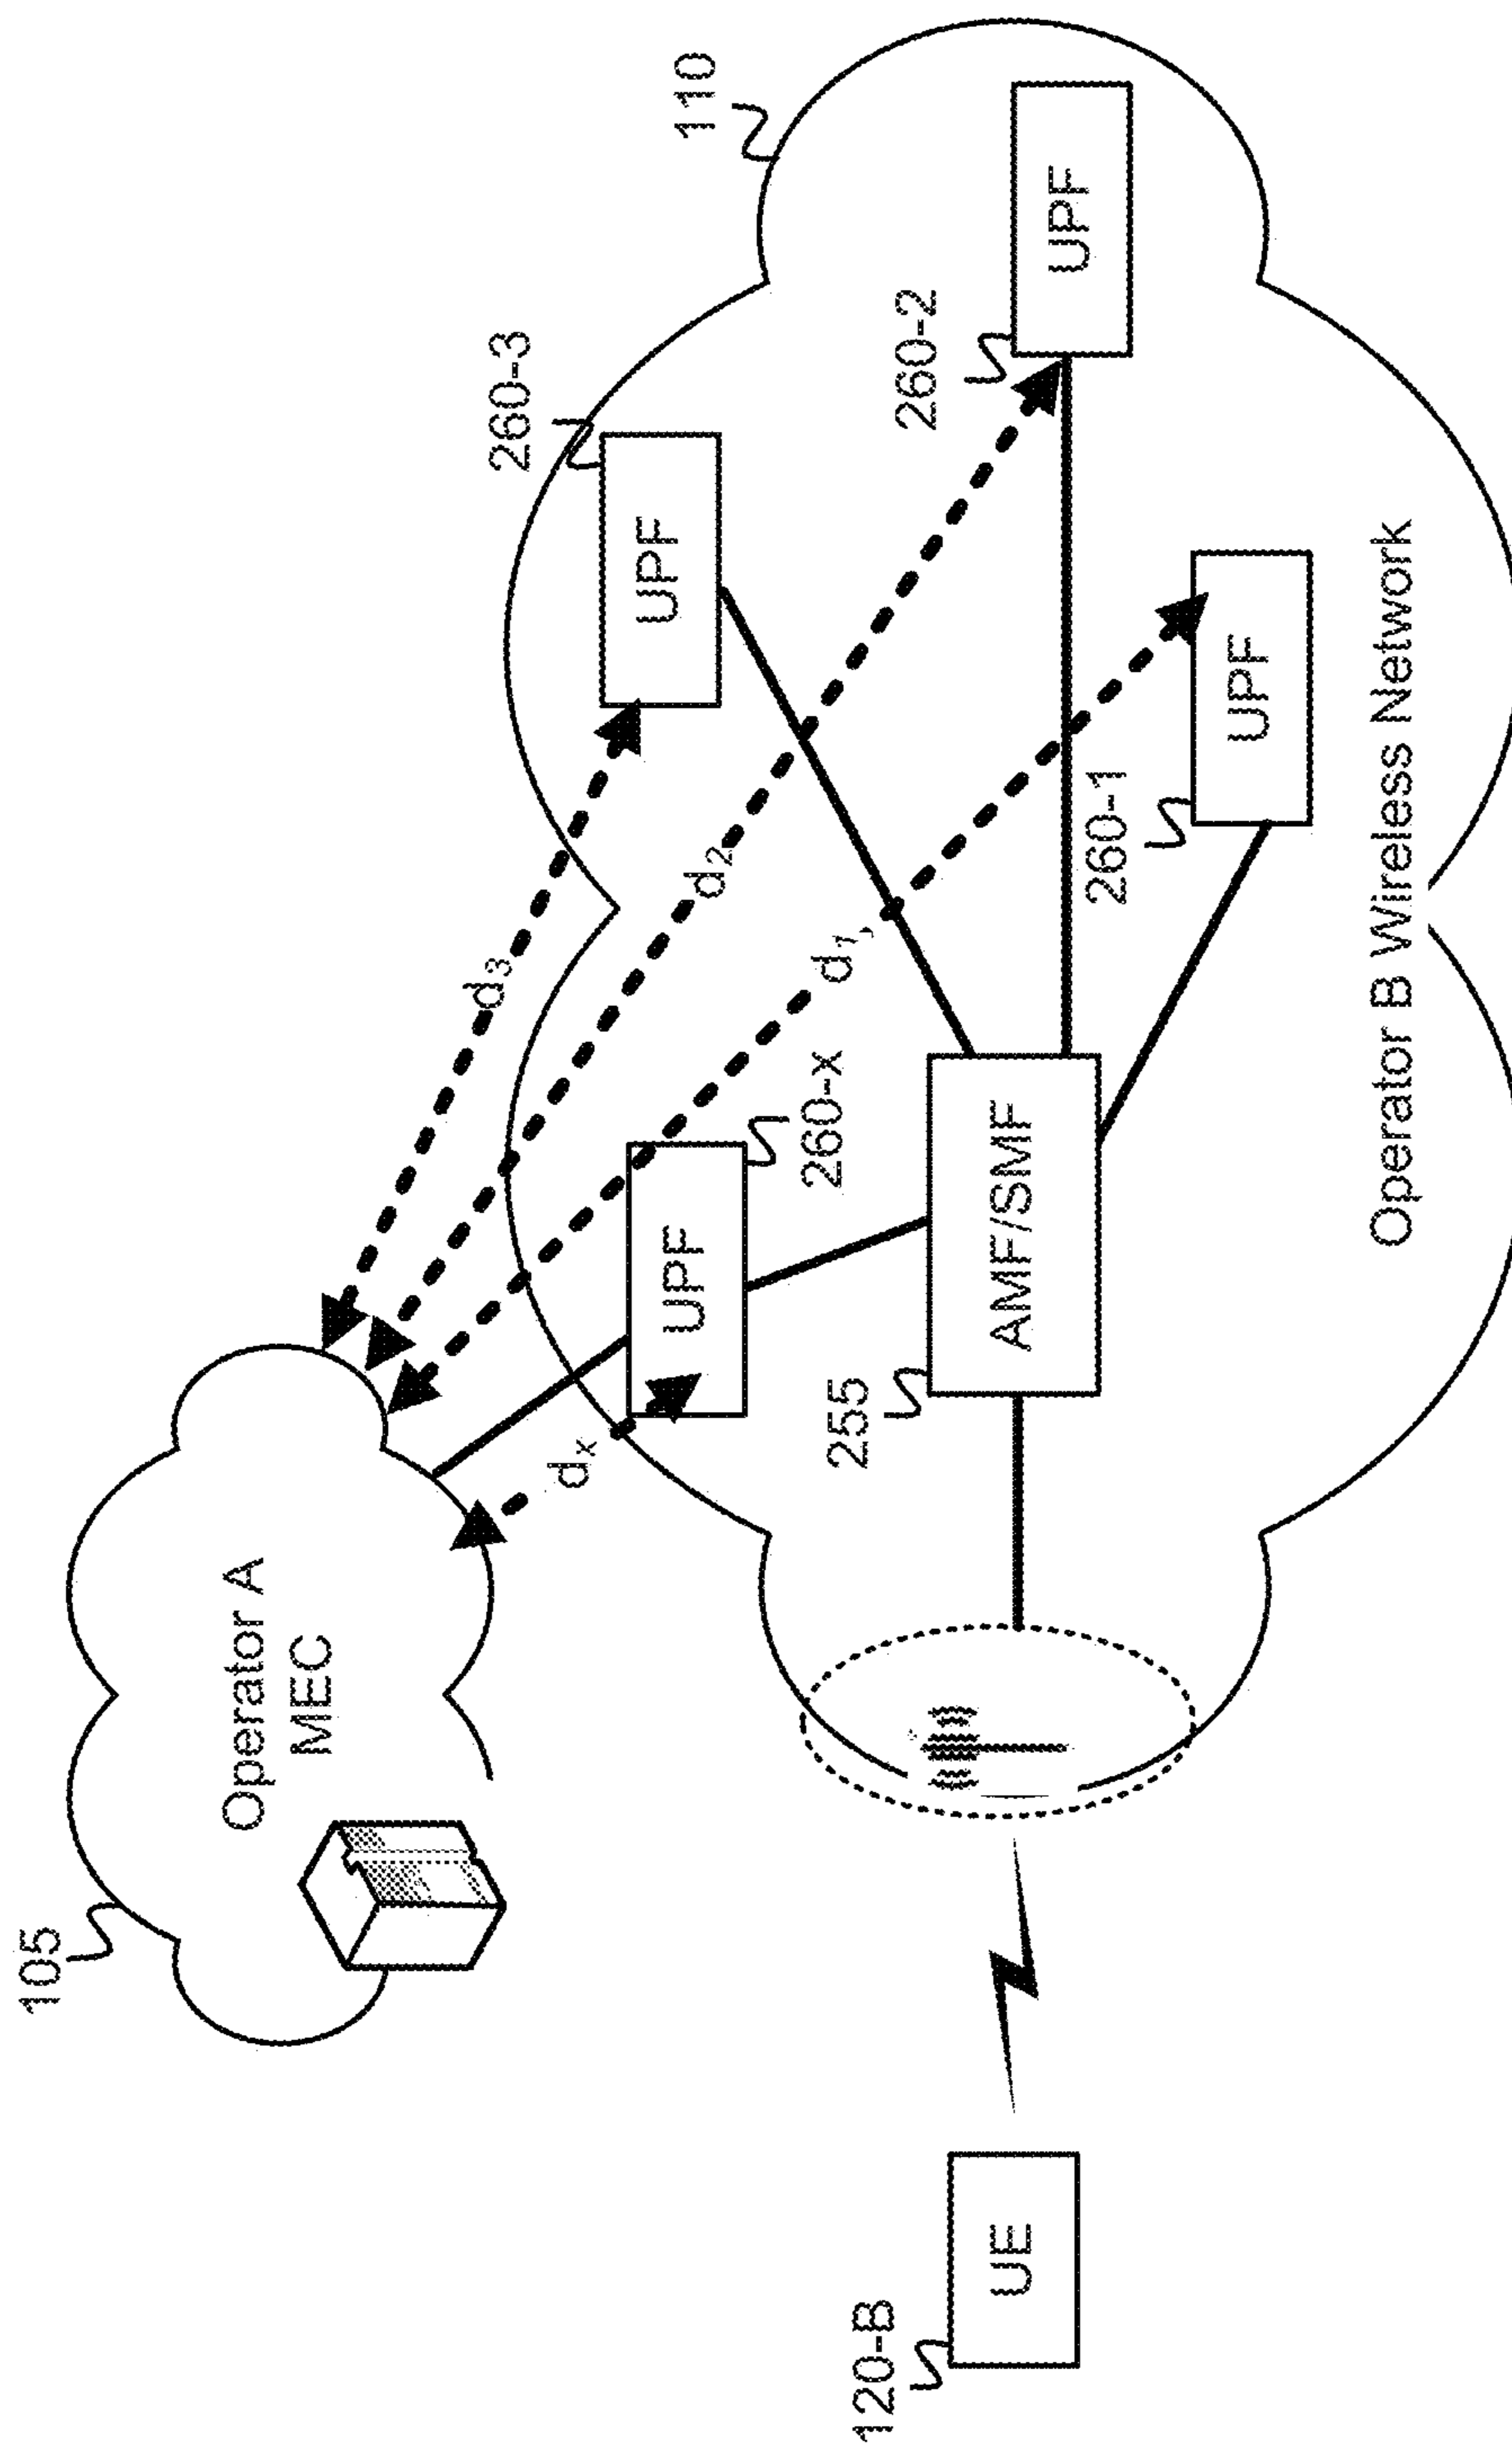 105
Operator A
MEC
d3
d2
d1,
dx
260-3
UPF
110
260-2
UPF
UPF
260-x
260-1
UPF
255
AMF/SMF
120-B
UE
Operator B Wireless Network